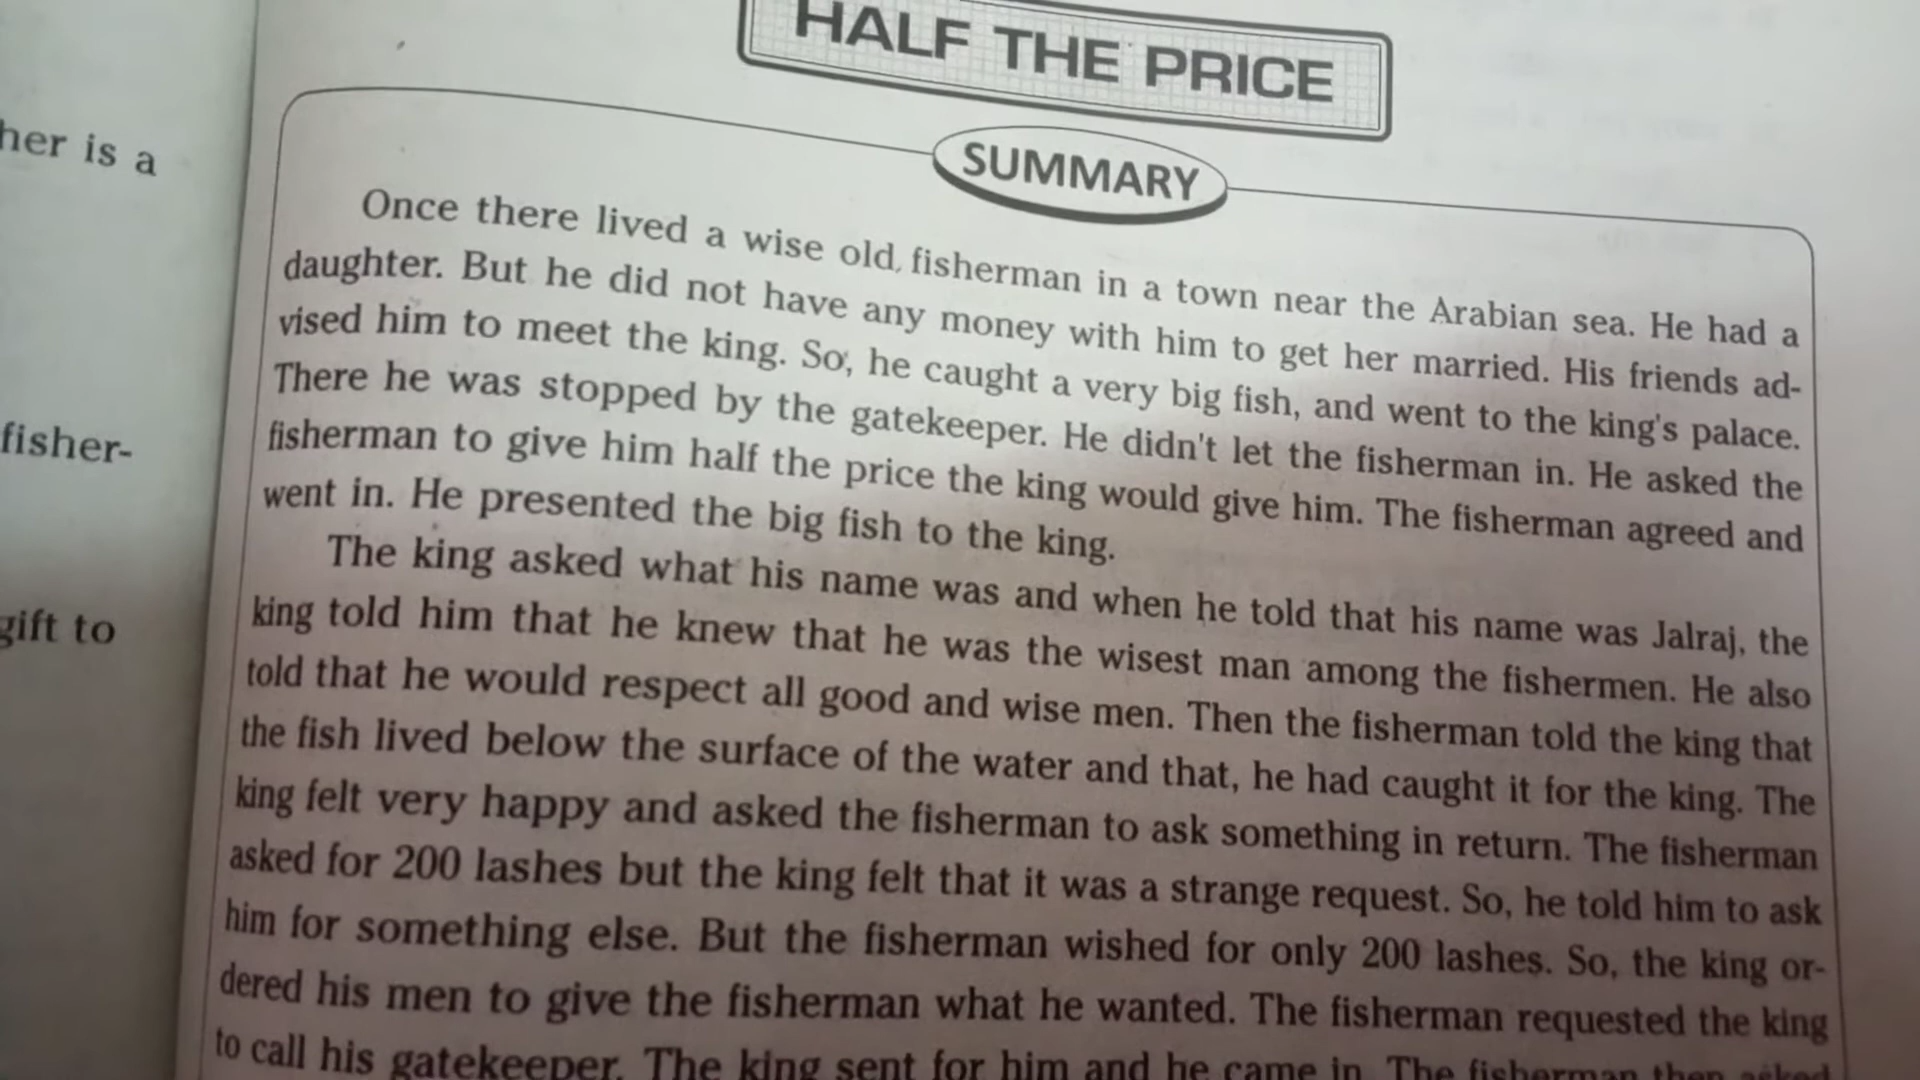 HALF THE PRICE
SUMMARY
her is a
fisher-
gift to
Once there lived a wise old fisherman in a town near the Arabian sea. He had a
daughter. But he did not have any money with him to get her married. His friends ad-
vised him to meet the king. So, he caught a very big fish, and went to the king's palace.
There he was stopped by the gatekeeper. He didn't let the fisherman in. He asked the
fisherman to give him half the price the king would give him. The fisherman agreed and
went in. He presented the big fish to the king.
The king asked what his name was and when he told that his name was Jalraj, the
king told him that he knew that he was the wisest man among the fishermen. He also
told that he would respect all good and wise men. Then the fisherman told the king that
the fish lived below the surface of the water and that, he had caught it for the king. The
king felt very happy and asked the fisherman to ask something in return. The fisherman
asked for 200 lashes but the king felt that it was a strange request. So, he told him to ask
him for something else. But the fisherman wished for only 200 lashes. So, the king or-
dered his men to give the fisherman what he wanted. The fisherman requested the king
to call his gatekeeper. The king sent for him and he came in. The fisherman then asked